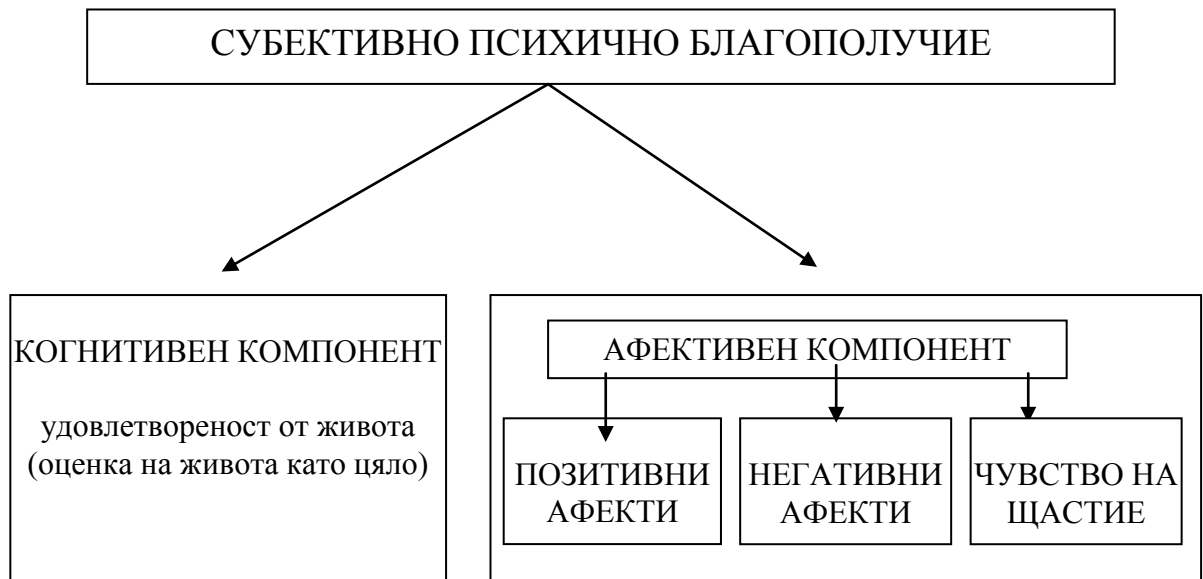 СУБЕКТИВНО ПСИХИЧНО БЛАГОПОЛУЧИЕ
КОГНИТИВЕН КОМПОНЕНТ
удовлетвореност от живота
(оценка на живота като цяло)
АФЕКТИВЕН КОМПОНЕНТ
ПОЗИТИВНИ
АФЕКТИ
НЕГАТИВНИ
АФЕКТИ
ЧУВСТВО НА
ЩАСТИЕ